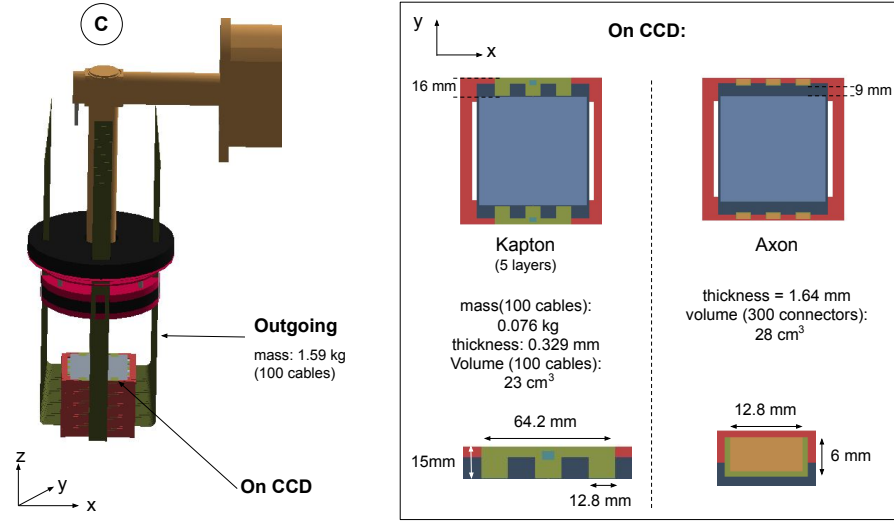 C
Outgoing
mass: 1.59 kg
(100 cables)
On CCD
z
y
x
y
x
On CCD:
16 mm
9 mm
Kapton
(5 layers)
mass(100 cables):
0.076 kg
thickness: 0.329 mm
Volume (100 cables):
23 cm³
64.2 mm
15mm
12.8 mm
Axon
thickness = 1.64 mm
volume (300 connectors):
28 cm³
12.8 mm
6 mm